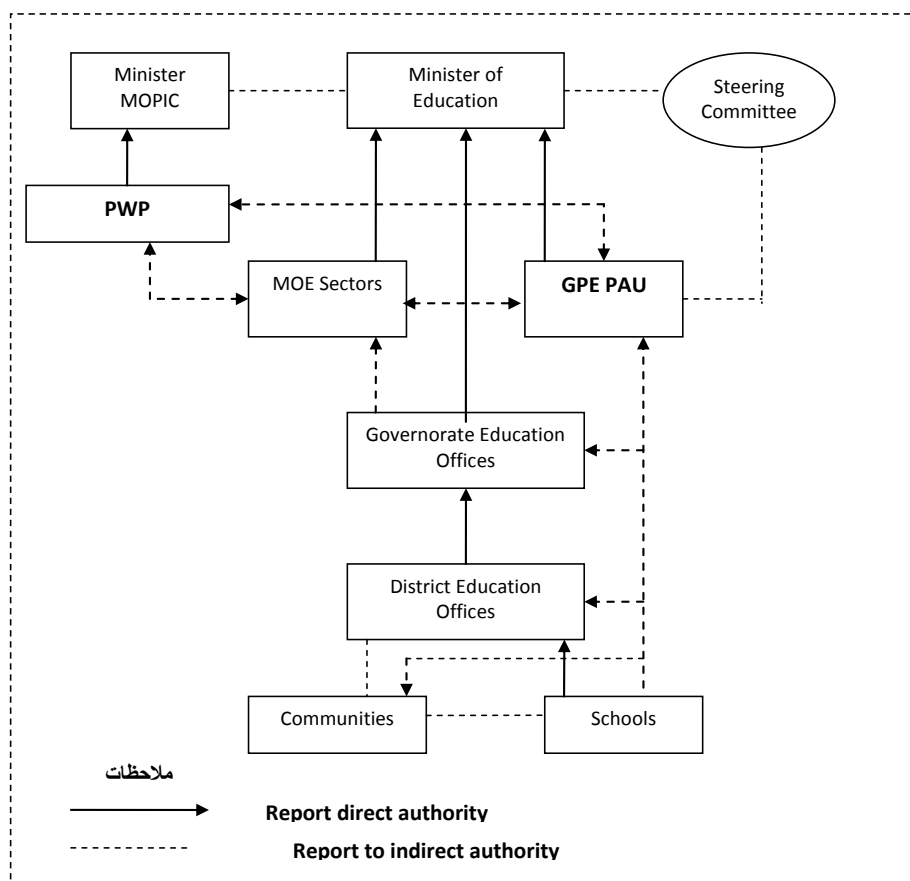 Minister
MOPIC
Minister of
Education
Steering
Committee
PWP
MOE Sectors
GPE PAU
Governorate Education
Offices
District Education
Offices
Communities
Schools
ملاحظات
Report direct authority
Report to indirect authority